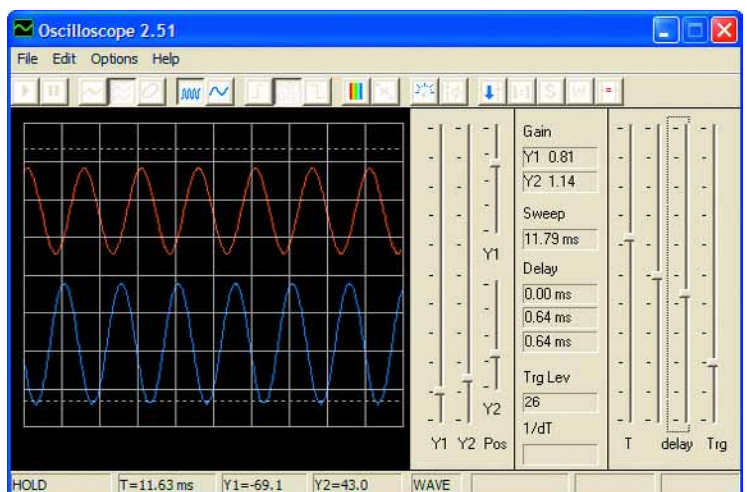 Oscilloscope 2.51
File Edit Options Help
Gain
Y1 0.81
Y2 1.14
Sweep
11.79 ms
Delay
0.00 ms
0.64 ms
0.64 ms
Trg Lev
26
1/dT
Y1
Y2
Y1 Y2 Pos
T delay Trg
HOLD T=11.63 ms Y1=-69.1 Y2=43.0 WAVE